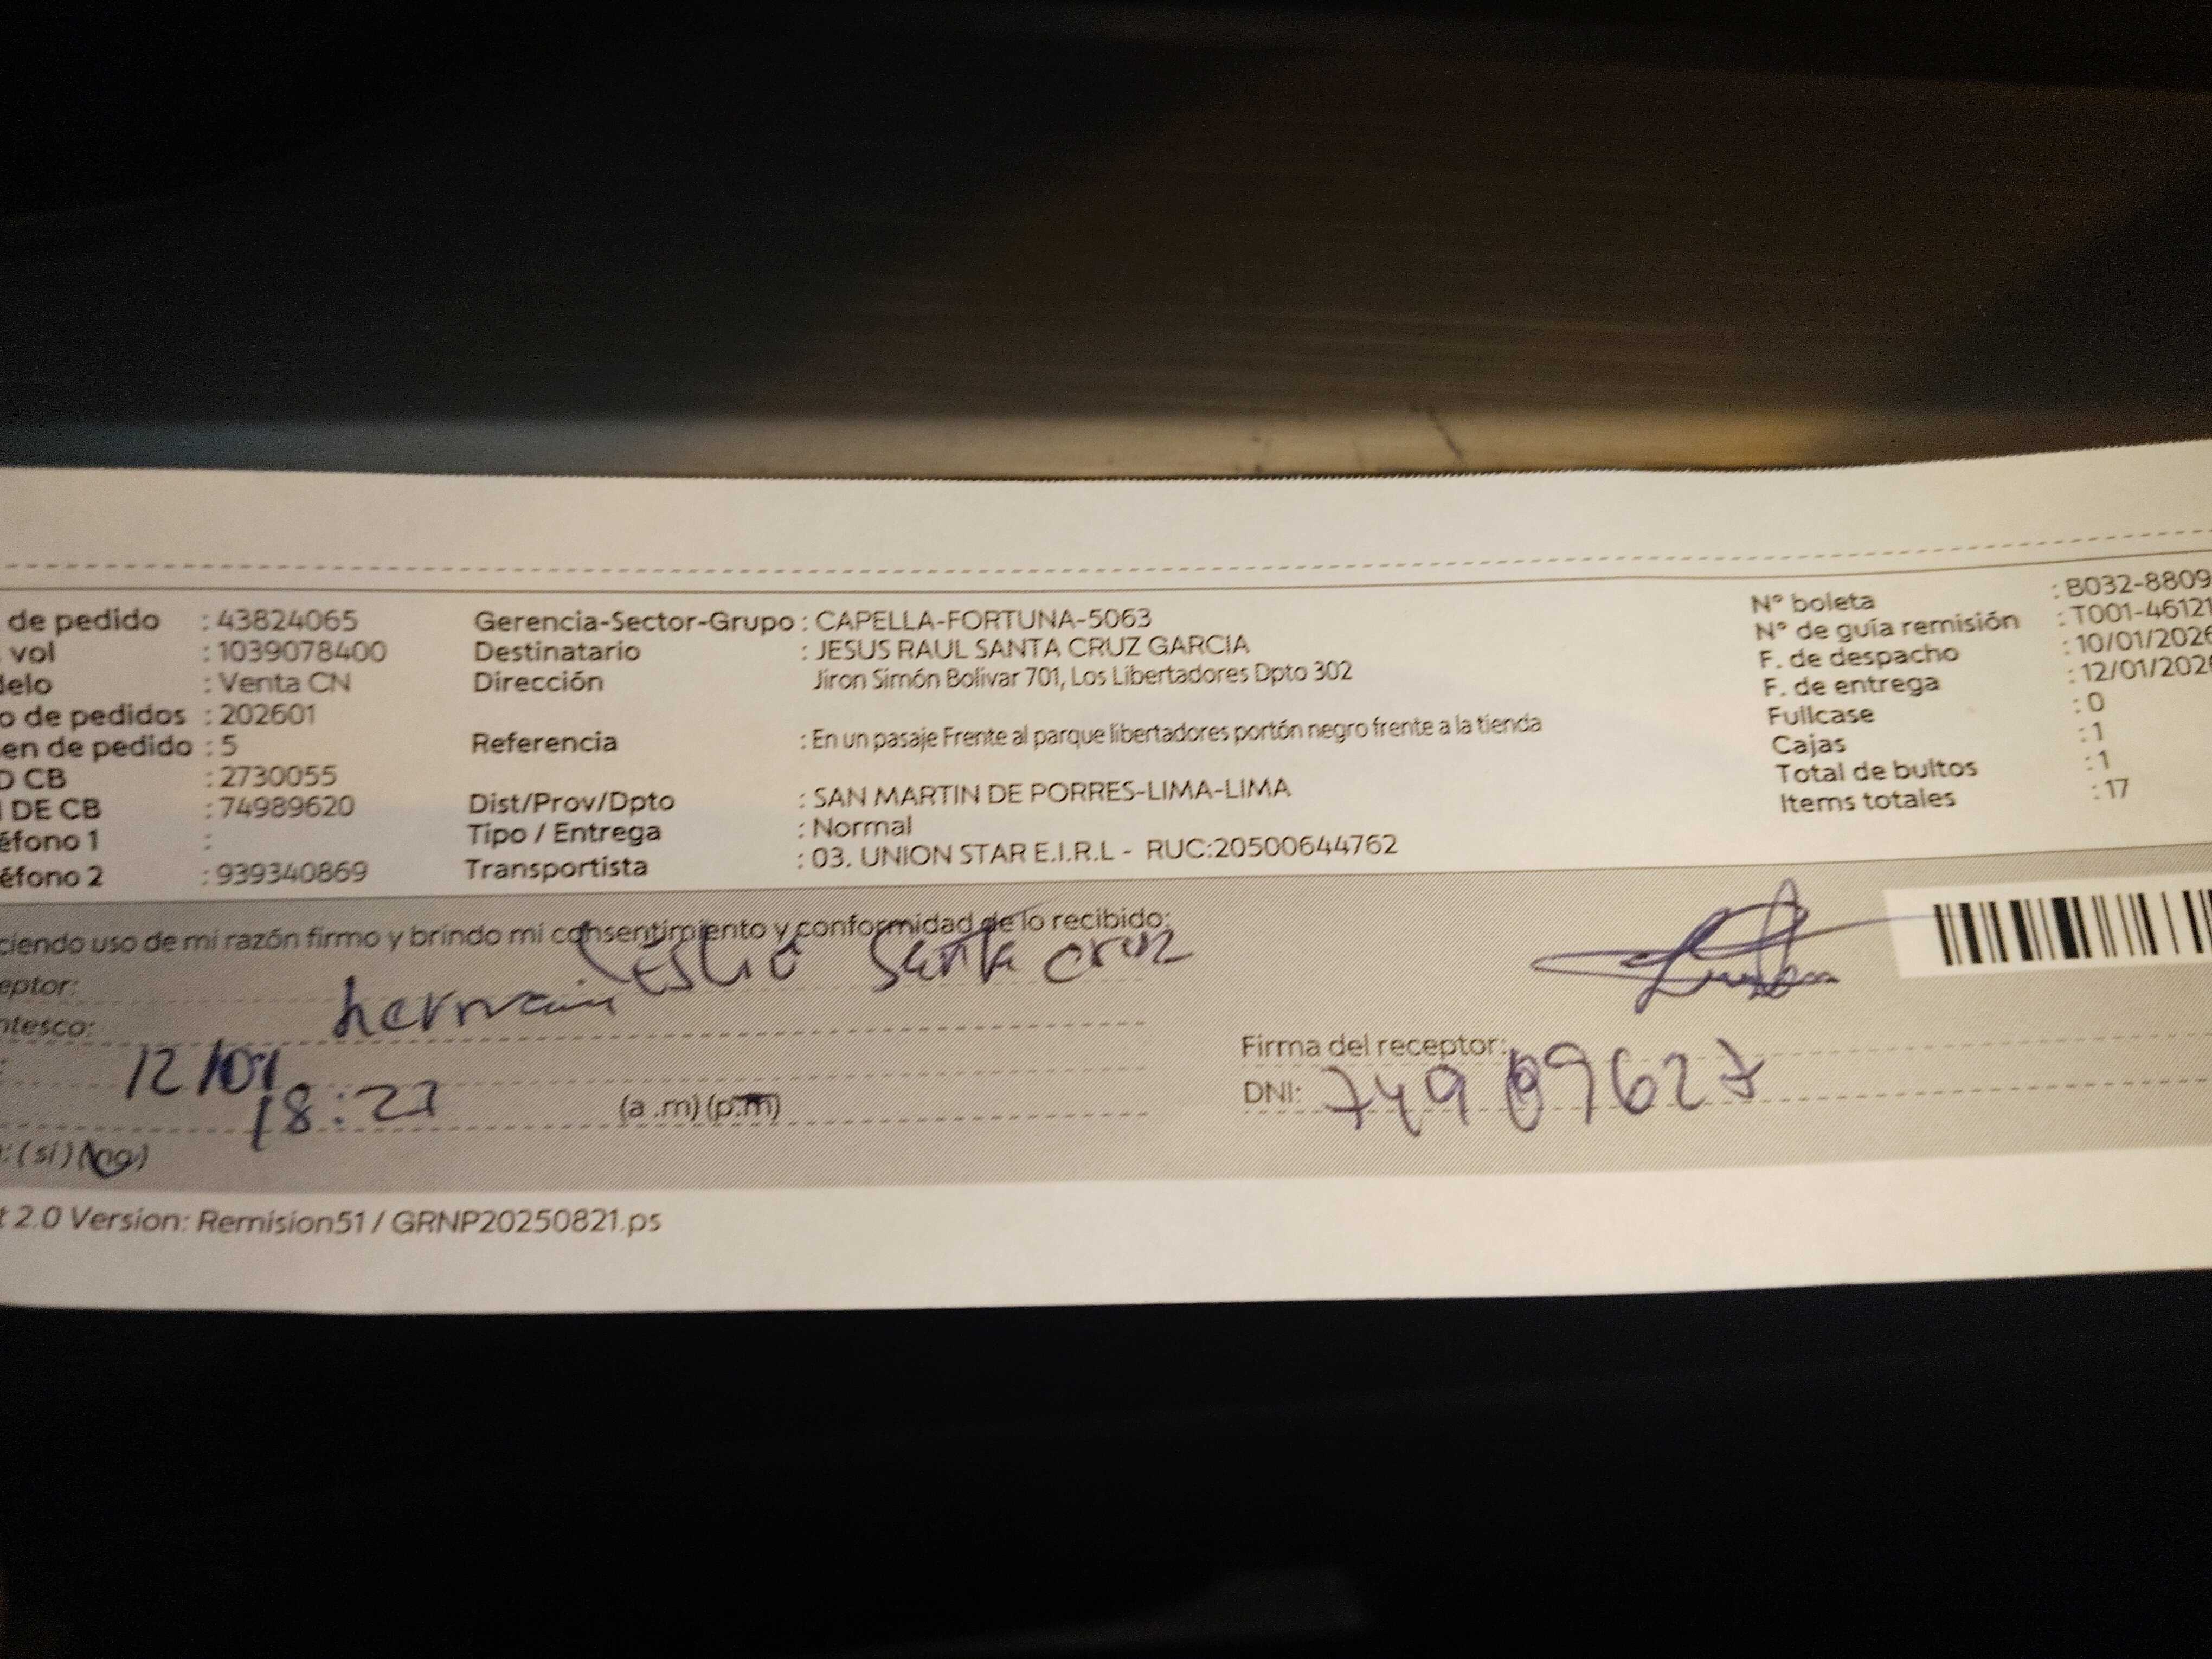 de pedido : 43824065 Gerencia-Sector-Grupo : CAPELLA-FORTUNA-5063 N° boleta : B032-8809
vol : 1039078400 Destinatario : JESUS RAUL SANTA CRUZ GARCIA N° de guía remisión : T001-46121
delo : Venta CN Dirección Jiron Simón Bolívar 701, Los Libertadores Dpto 302 F. de despacho : 10/01/2026
o de pedidos : 202601 F. de entrega : 12/01/202
en de pedido : 5 Referencia : En un pasaje Frente al parque libertadores portón negro frente a la tienda Fullcase : 0
CB : 2730055 Cajas : 1
DE CB : 74989620 Dist/Prov/Dpto : SAN MARTIN DE PORRES-LIMA-LIMA Total de bultos : 1
éfono 1 : Tipo / Entrega : Normal Items totales : 17
éfono 2 : 939340869 Transportista : 03. UNION STAR E.I.R.L - RUC:20500644762
ciendo uso de mi razón firmo y brindo mi consentimiento y conformidad de lo recibido:
eptor: Santa cruz
ntesco:
12/01 Firma del receptor:
18:27 (a .m) (p.m) DNI:
: (sí) (no)
t 2.0 Version: Remision51 / GRNP20250821.ps